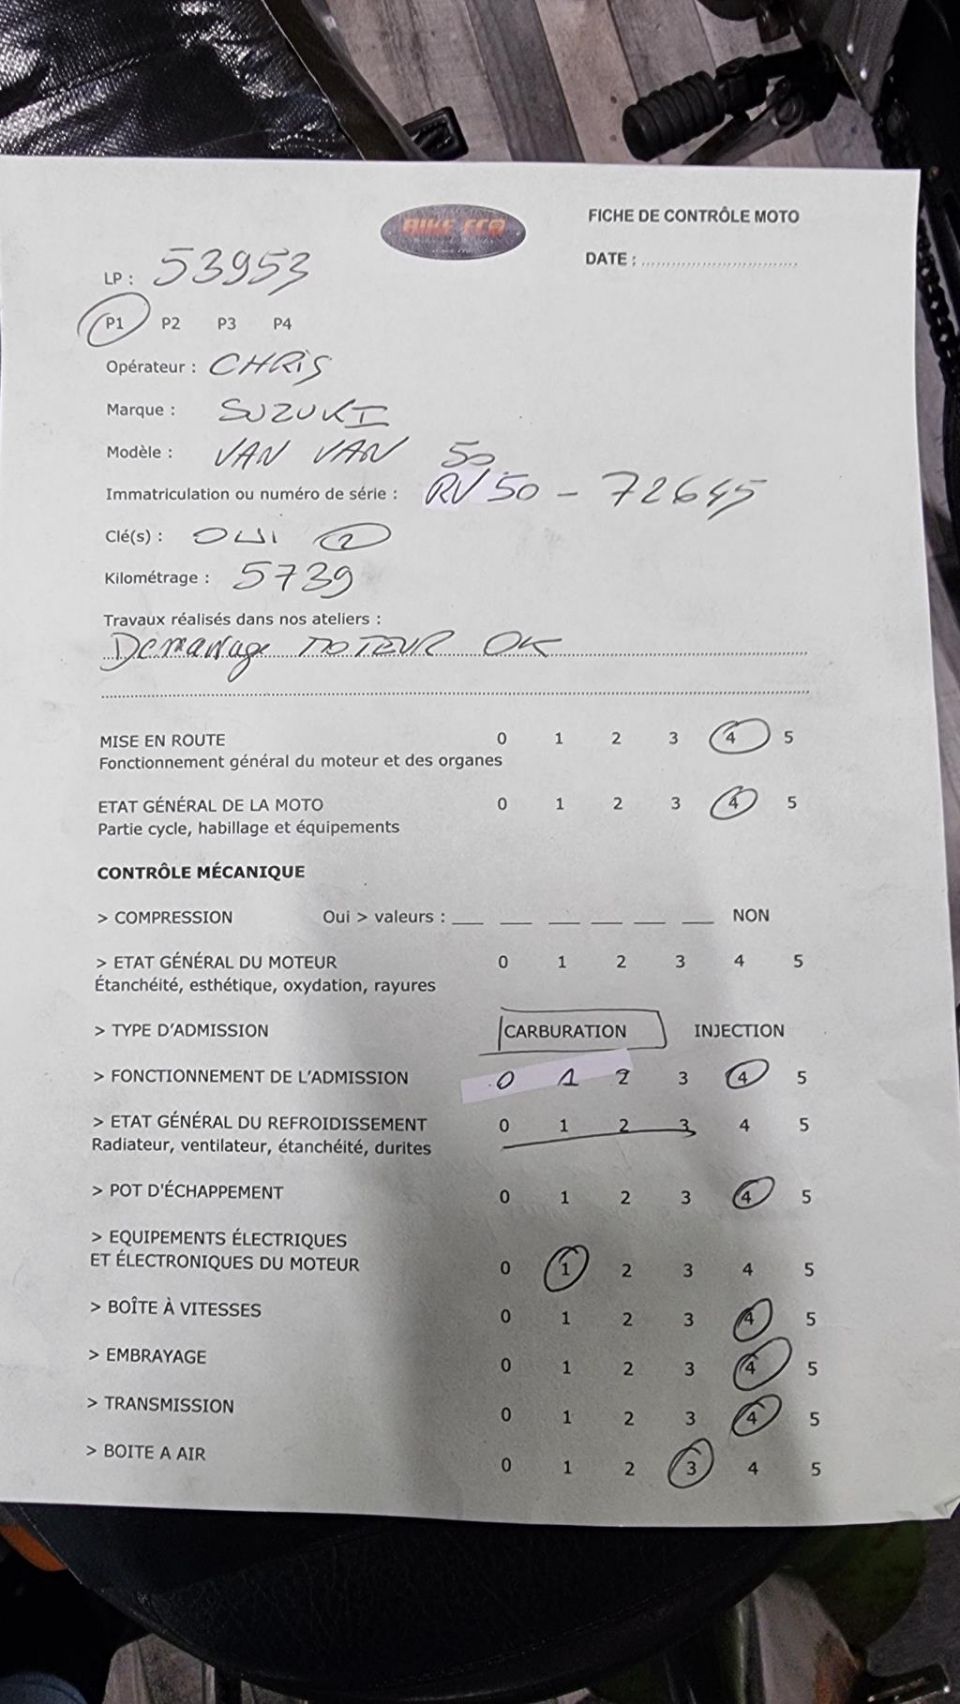 BIKE ECO
FICHE DE CONTRÔLE MOTO
DATE : ................................
LP : 53953
P1 P2 P3 P4
Opérateur : CHRIS
Marque : SUZUKI
Modèle : VAN VAN 50
Immatriculation ou numéro de série : RV50 - 72645
Clé(s) : OUI 2
Kilométrage : 5739
Travaux réalisés dans nos ateliers :
Demarrage MOTEUR OK
MISE EN ROUTE 0 1 2 3 4 5
Fonctionnement général du moteur et des organes
ETAT GÉNÉRAL DE LA MOTO 0 1 2 3 4 5
Partie cycle, habillage et équipements
CONTRÔLE MÉCANIQUE
> COMPRESSION Oui > valeurs : ___ ___ ___ ___ ___ NON
> ETAT GÉNÉRAL DU MOTEUR 0 1 2 3 4 5
Étanchéité, esthétique, oxydation, rayures
> TYPE D'ADMISSION CARBURATION INJECTION
> FONCTIONNEMENT DE L'ADMISSION 0 1 2 3 4 5
> ETAT GÉNÉRAL DU REFROIDISSEMENT 0 1 2 3 4 5
Radiateur, ventilateur, étanchéité, durites
> POT D'ÉCHAPPEMENT 0 1 2 3 4 5
> EQUIPEMENTS ÉLECTRIQUES
ET ÉLECTRONIQUES DU MOTEUR 0 1 2 3 4 5
> BOÎTE À VITESSES 0 1 2 3 4 5
> EMBRAYAGE 0 1 2 3 4 5
> TRANSMISSION 0 1 2 3 4 5
> BOITE A AIR 0 1 2 3 4 5